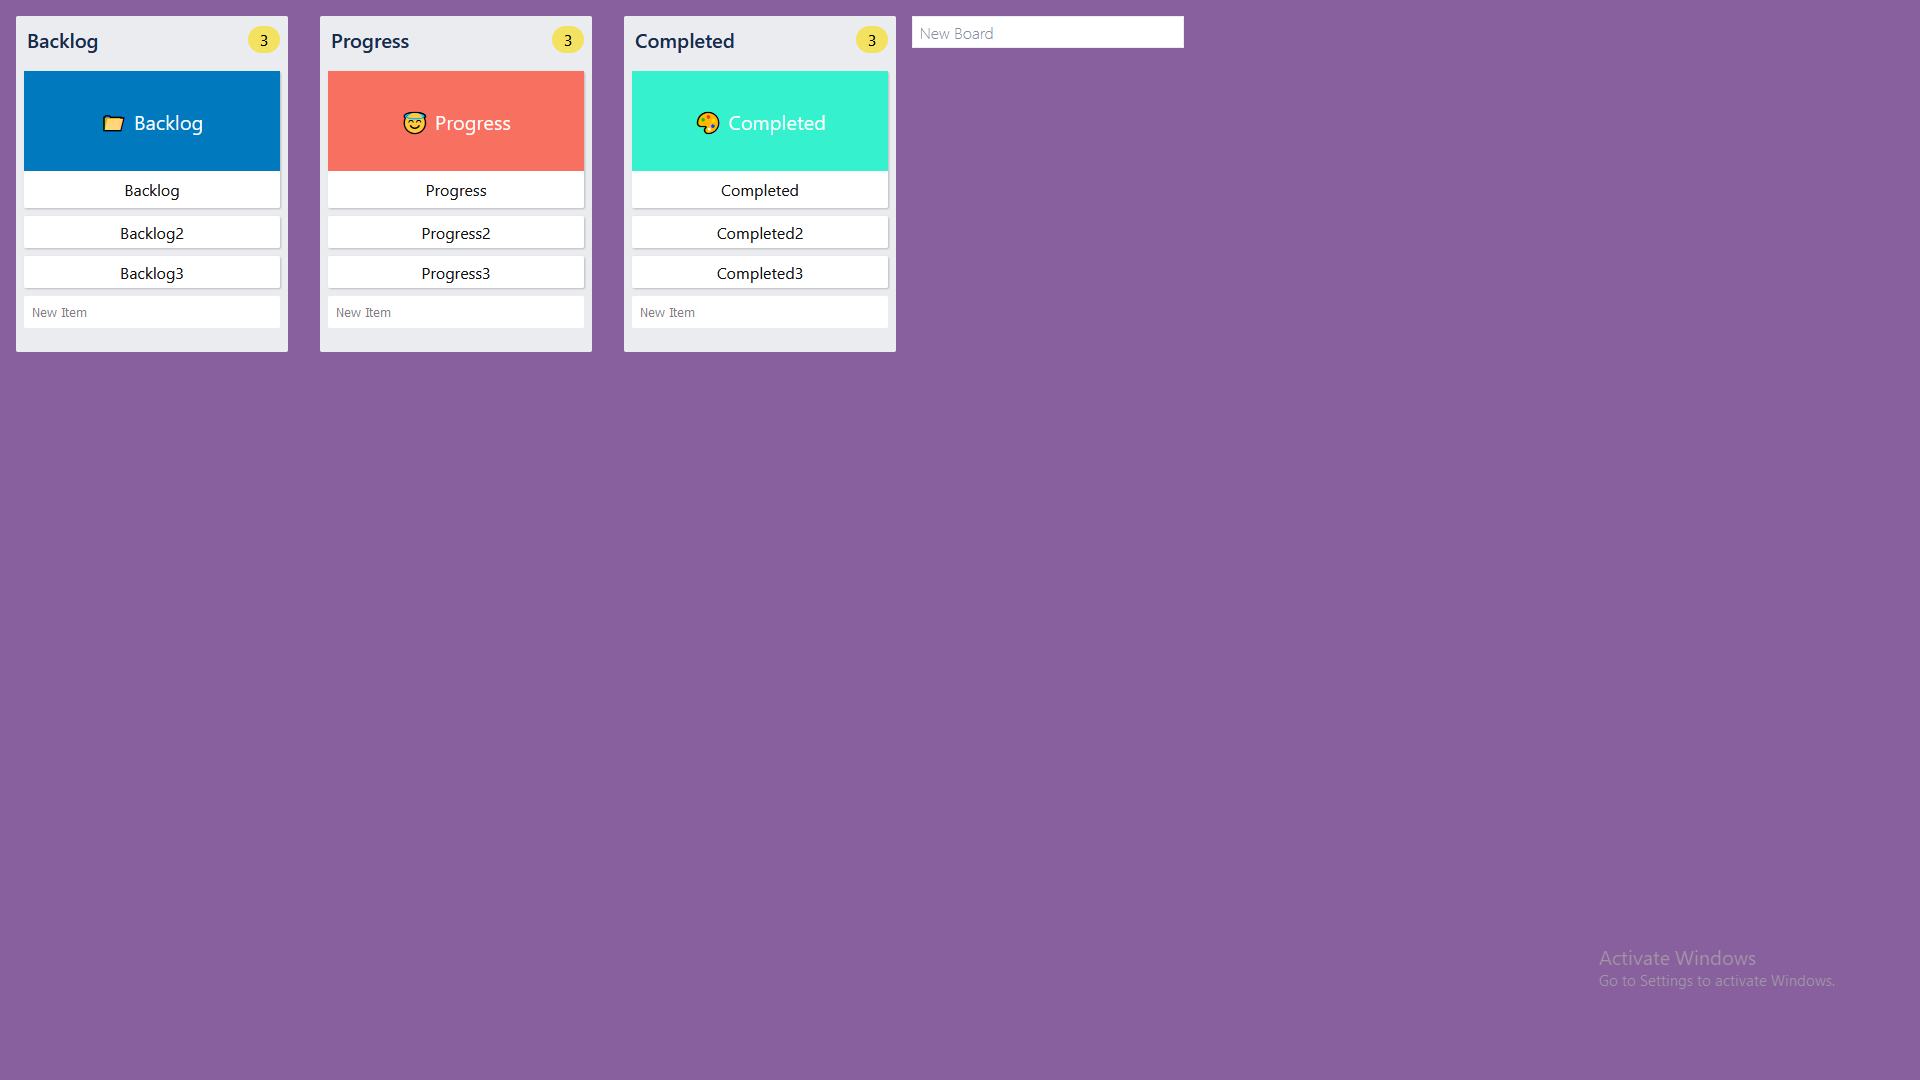 Backlog 3
📁 Backlog
Backlog
Backlog2
Backlog3
New Item
Progress 3
😇 Progress
Progress
Progress2
Progress3
New Item
Completed 3
🎨 Completed
Completed
Completed2
Completed3
New Item
New Board
Activate Windows
Go to Settings to activate Windows.